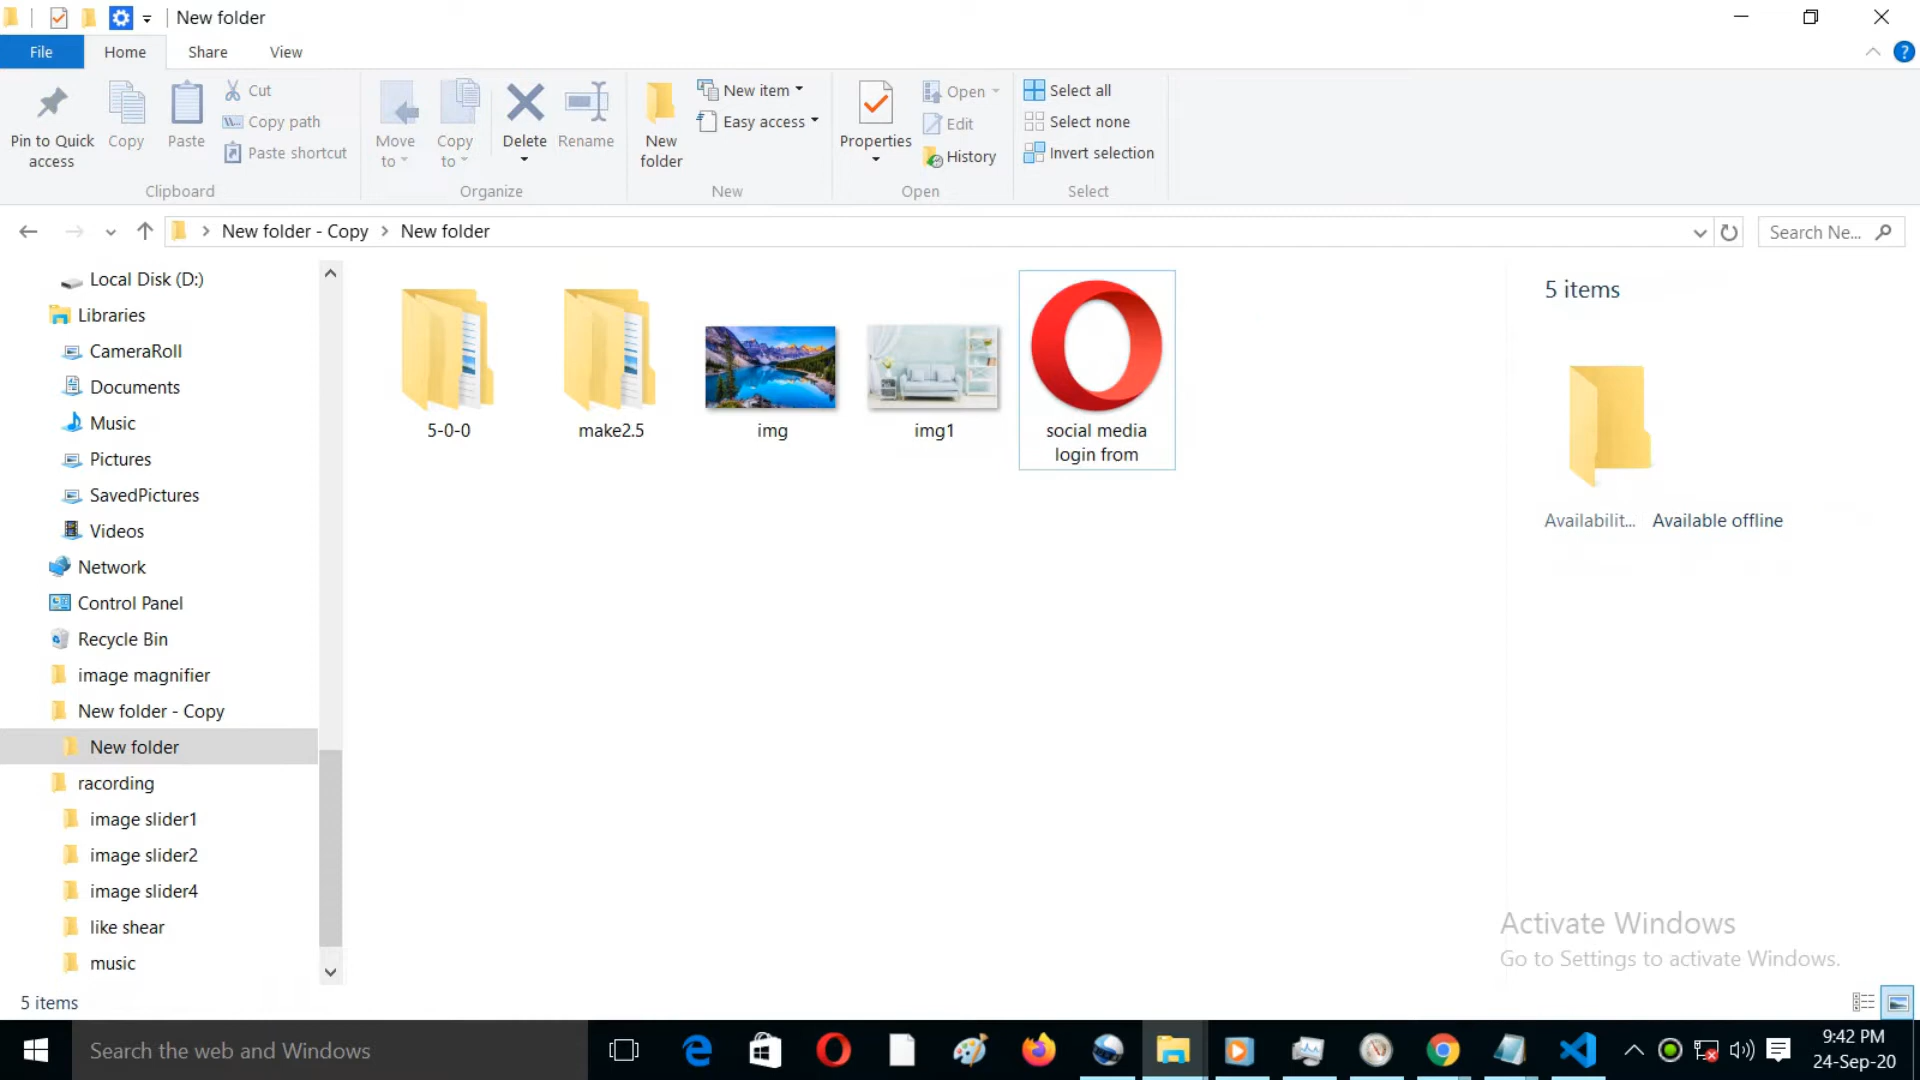 New folder
File
Home
Share
View
Pin to Quick access
Copy
Paste
Cut
Copy path
Paste shortcut
Clipboard
Move to
Copy to
Delete
Rename
Organize
New folder
New item
Easy access
New
Properties
Open
Edit
History
Open
Select all
Select none
Invert selection
Select
New folder - Copy
New folder
Search Ne...
Local Disk (D:)
Libraries
CameraRoll
Documents
Music
Pictures
SavedPictures
Videos
Network
Control Panel
Recycle Bin
image magnifier
New folder - Copy
New folder
racording
image slider1
image slider2
image slider4
like shear
music
5-0-0
make2.5
img
img1
social media
login from
5 items
Availabilit...
Available offline
Activate Windows
Go to Settings to activate Windows.
5 items
Search the web and Windows
9:42 PM
24-Sep-20